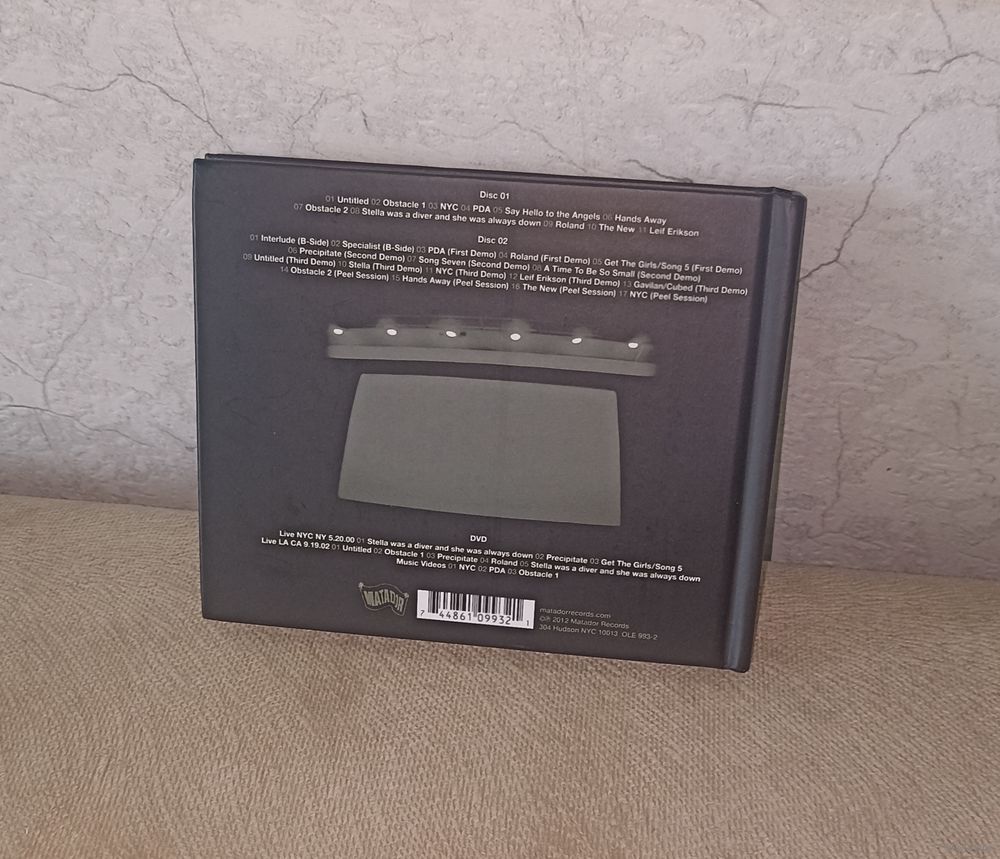 Disc 01
01 Untitled 02 Obstacle 1 03 NYC 04 PDA 05 Say Hello to the Angels 06 Hands Away
07 Obstacle 2 08 Stella was a diver and she was always down 09 Roland 10 The New 11 Leif Erikson
Disc 02
01 Interlude (B-Side) 02 Specialist (B-Side) 03 PDA (First Demo) 04 Roland (First Demo) 05 Get The Girls/Song 5 (First Demo)
06 Precipitate (Second Demo) 07 Song Seven (Second Demo) 08 A Time To Be So Small (Second Demo)
09 Untitled (Third Demo) 10 Stella (Third Demo) 11 NYC (Third Demo) 12 Leif Erikson (Third Demo) 13 Gavilan/Cubed (Third Demo)
14 Obstacle 2 (Peel Session) 15 Hands Away (Peel Session) 16 The New (Peel Session) 17 NYC (Peel Session)
DVD
Live NYC NY 5.20.00 01 Stella was a diver and she was always down 02 Precipitate 03 Get The Girls/Song 5
Live LA CA 9.19.02 01 Untitled 02 Obstacle 1 03 Precipitate 04 Roland 05 Stella was a diver and she was always down
Music Videos 01 NYC 02 PDA 03 Obstacle 1
MATADOR
7 44861 09932 1
matadorrecords.com
©℗ 2012 Matador Records
304 Hudson NYC 10013 OLE 993-2